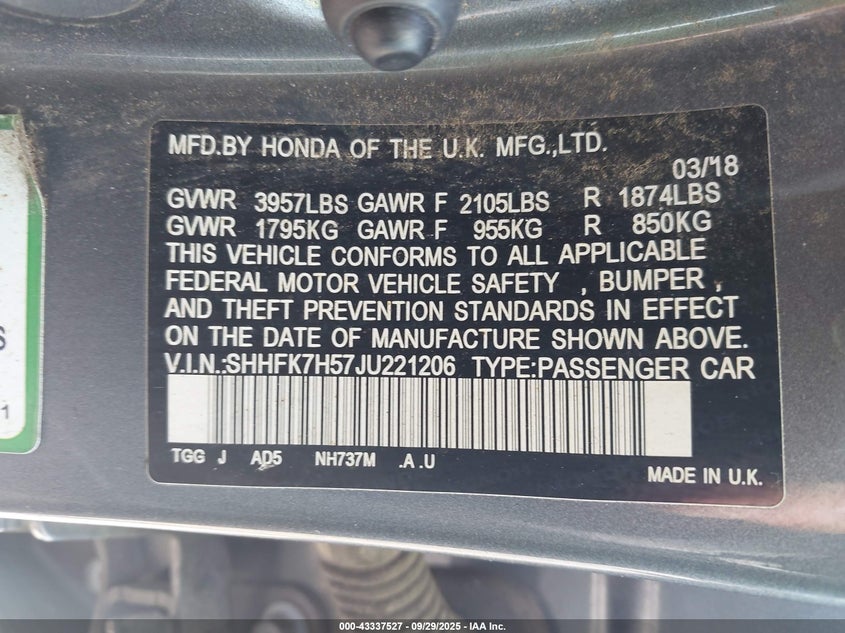 MFD.BY HONDA OF THE U.K. MFG.,LTD.
03/18
GVWR 3957LBS GAWR F 2105LBS R 1874LBS
GVWR 1795KG GAWR F 955KG R 850KG
THIS VEHICLE CONFORMS TO ALL APPLICABLE
FEDERAL MOTOR VEHICLE SAFETY , BUMPER ,
AND THEFT PREVENTION STANDARDS IN EFFECT
ON THE DATE OF MANUFACTURE SHOWN ABOVE.
V.I.N.:SHHFK7H57JU221206 TYPE:PASSENGER CAR
TGG J AD5 NH737M .A .U
MADE IN U.K.
S
1
000-43337527 - 09/29/2025 - IAA Inc.